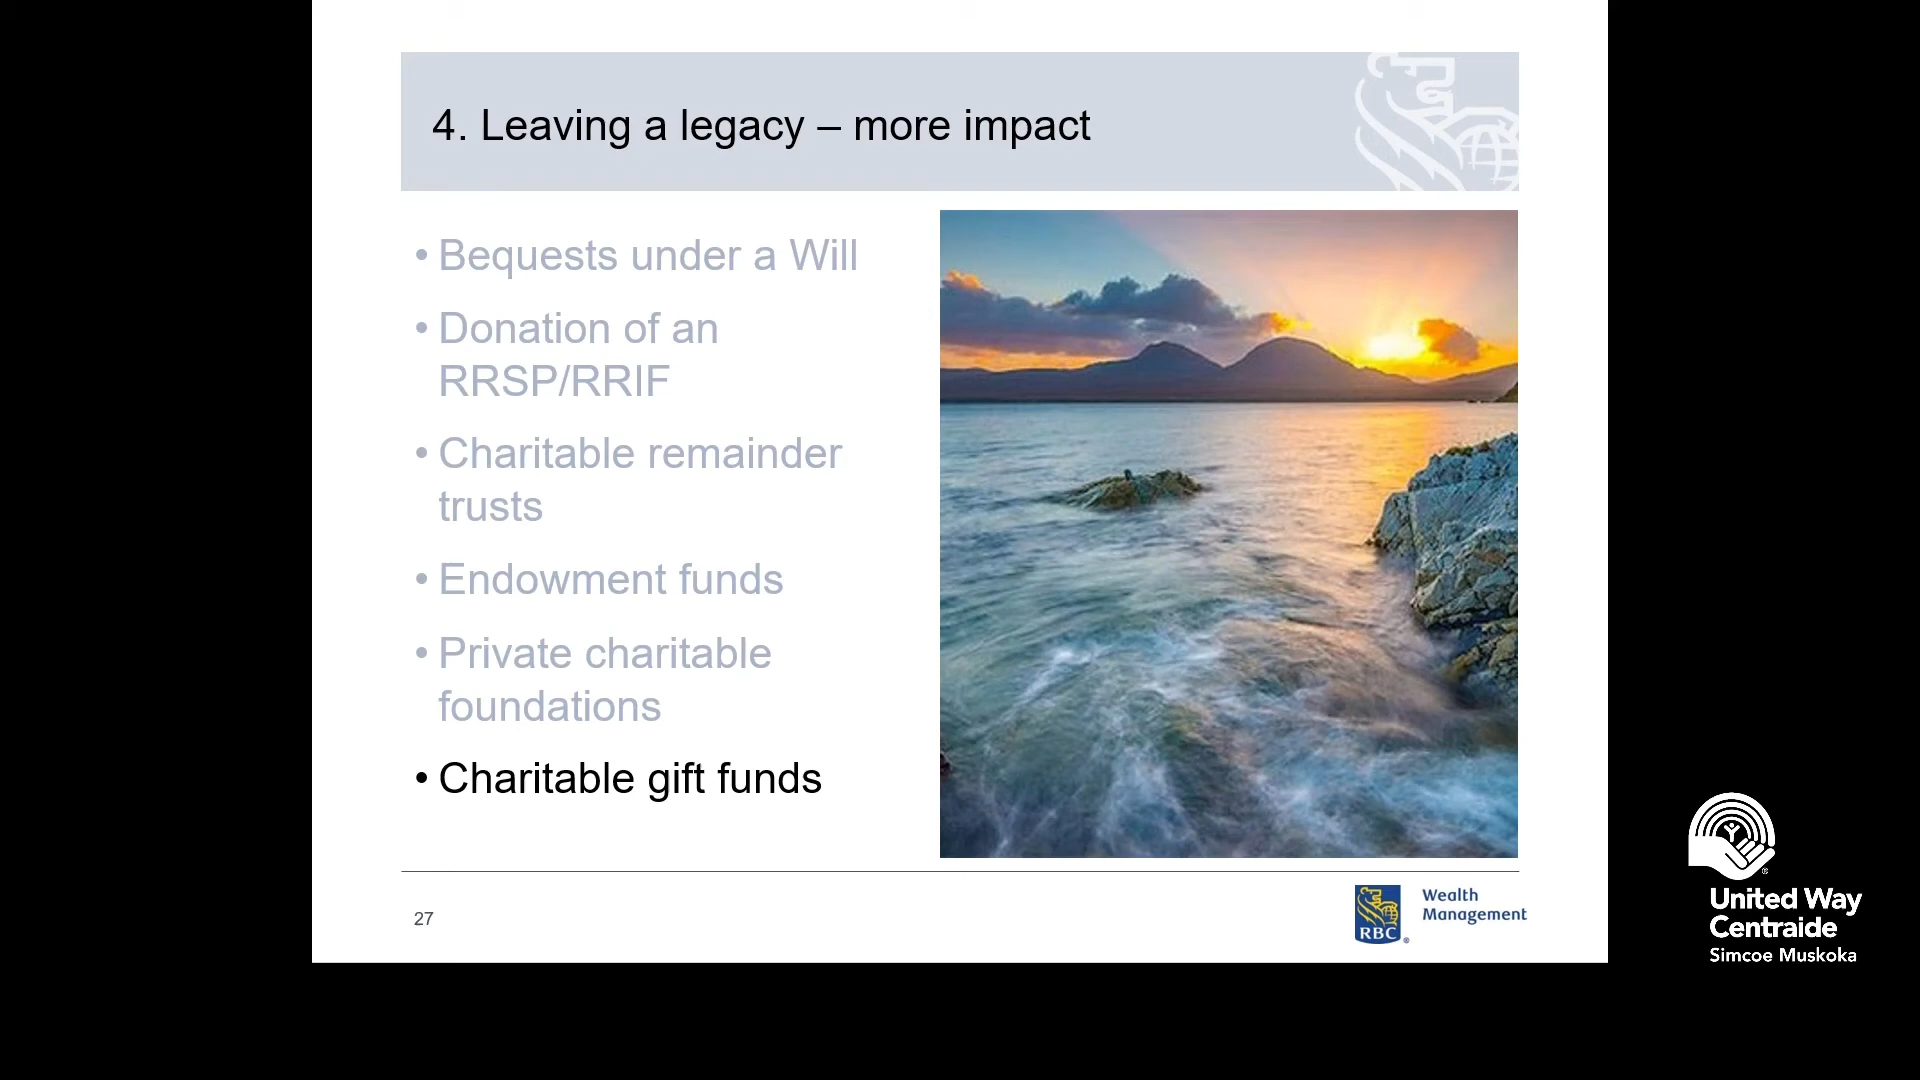 4. Leaving a legacy – more impact
• Bequests under a Will
• Donation of an
RRSP/RRIF
• Charitable remainder
trusts
• Endowment funds
• Private charitable
foundations
• Charitable gift funds
27
RBC
®
Wealth
Management
®
United Way
Centraide
Simcoe Muskoka